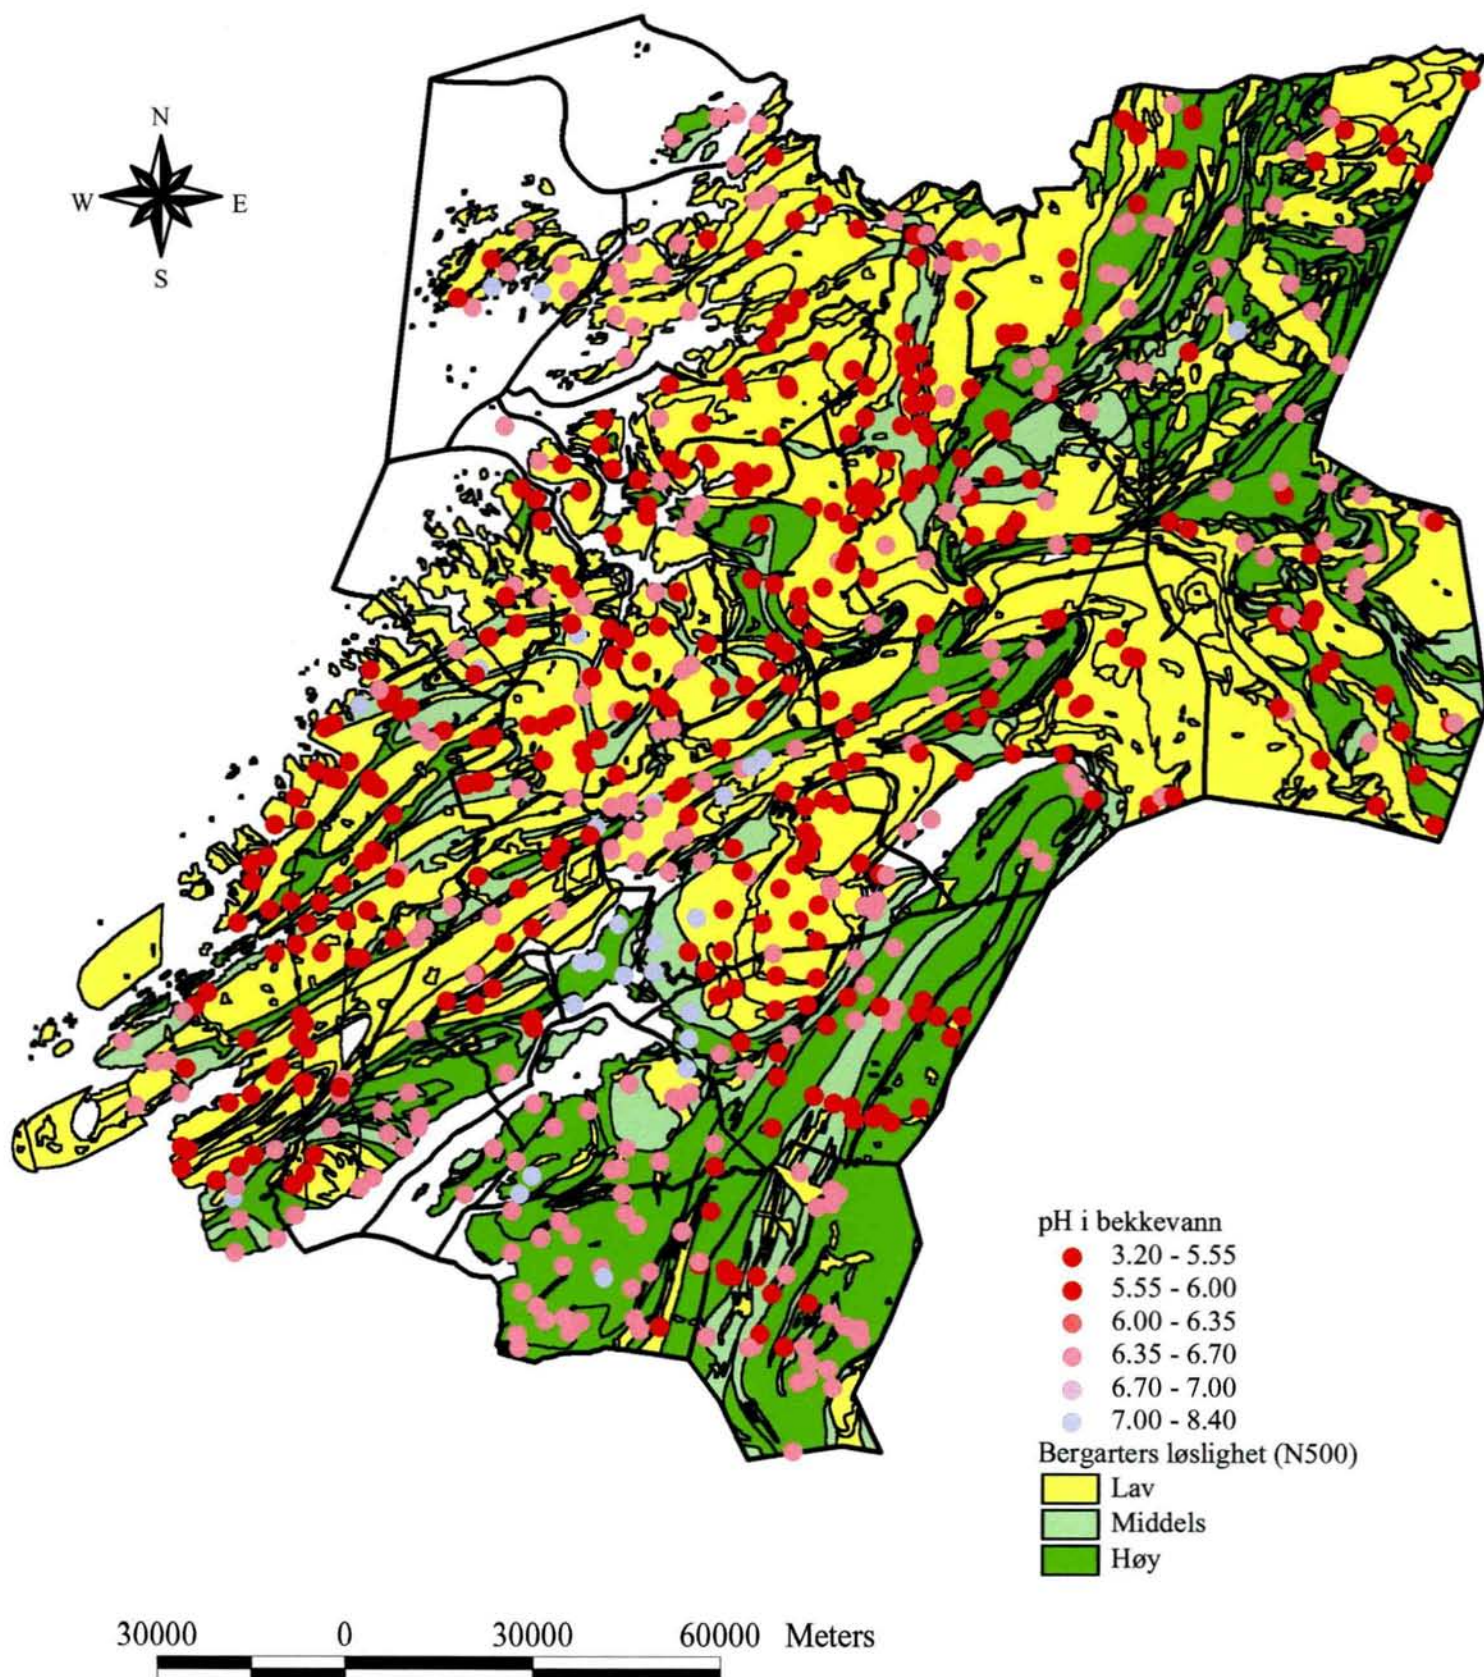 N
W E
S
pH i bekkevann
3.20 - 5.55
5.55 - 6.00
6.00 - 6.35
6.35 - 6.70
6.70 - 7.00
7.00 - 8.40
Bergarters løslighet (N500)
Lav
Middels
Høy
30000 0 30000 60000 Meters